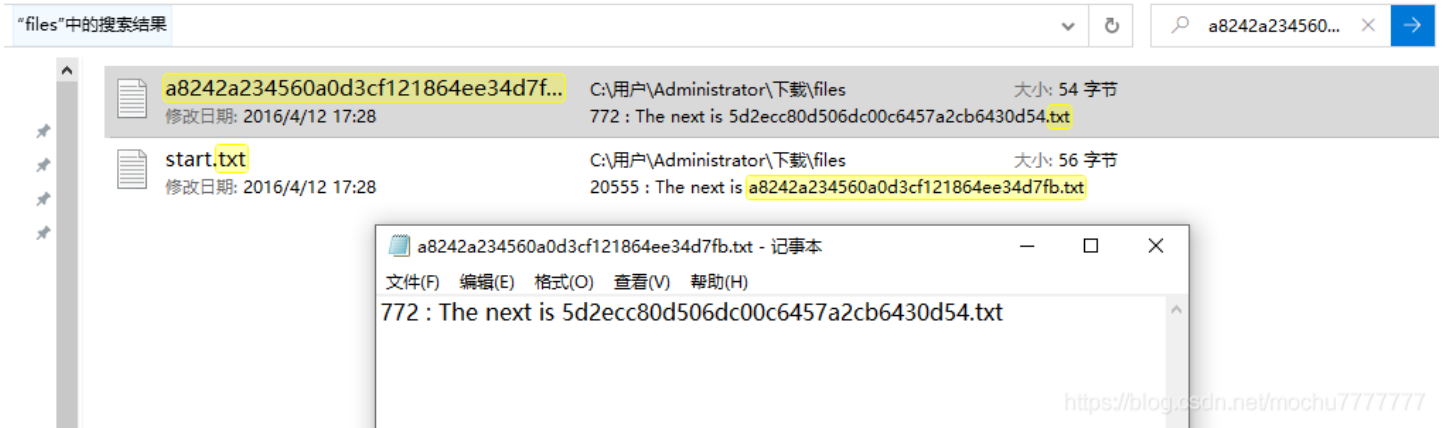 “files”中的搜索结果
a8242a234560...
a8242a234560a0d3cf121864ee34d7f...
C:\用户\Administrator\下载\files
大小: 54 字节
修改日期: 2016/4/12 17:28
772 : The next is 5d2ecc80d506dc00c6457a2cb6430d54.txt
start.txt
C:\用户\Administrator\下载\files
大小: 56 字节
修改日期: 2016/4/12 17:28
20555 : The next is a8242a234560a0d3cf121864ee34d7fb.txt
a8242a234560a0d3cf121864ee34d7fb.txt - 记事本
文件(F) 编辑(E) 格式(O) 查看(V) 帮助(H)
772 : The next is 5d2ecc80d506dc00c6457a2cb6430d54.txt
https://blog.csdn.net/mochu7777777